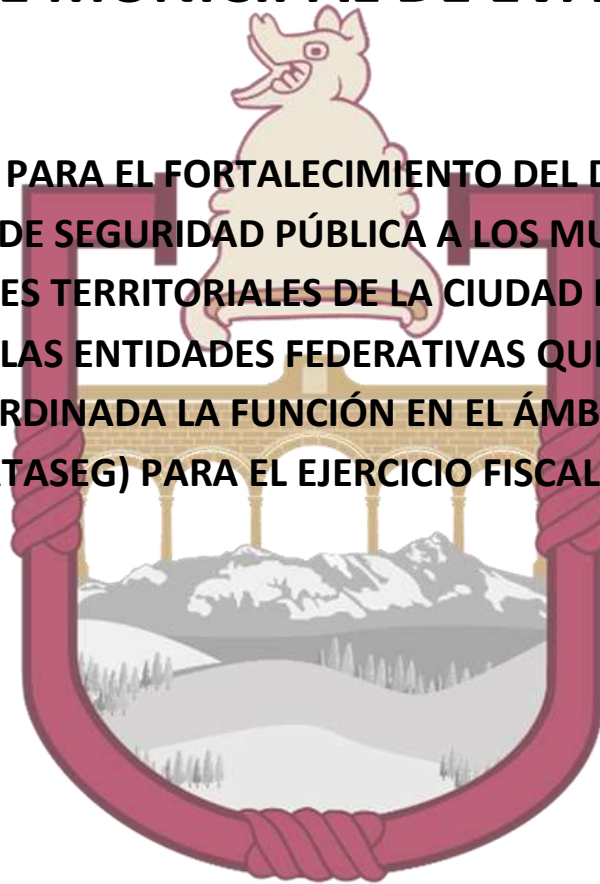 PARA EL FORTALECIMIENTO DEL
DE SEGURIDAD PÚBLICA A LOS MU
ES TERRITORIALES DE LA CIUDAD
LAS ENTIDADES FEDERATIVAS QU
RDINADA LA FUNCIÓN EN EL ÁMB
TASEG) PARA EL EJERCICIO FISCAL